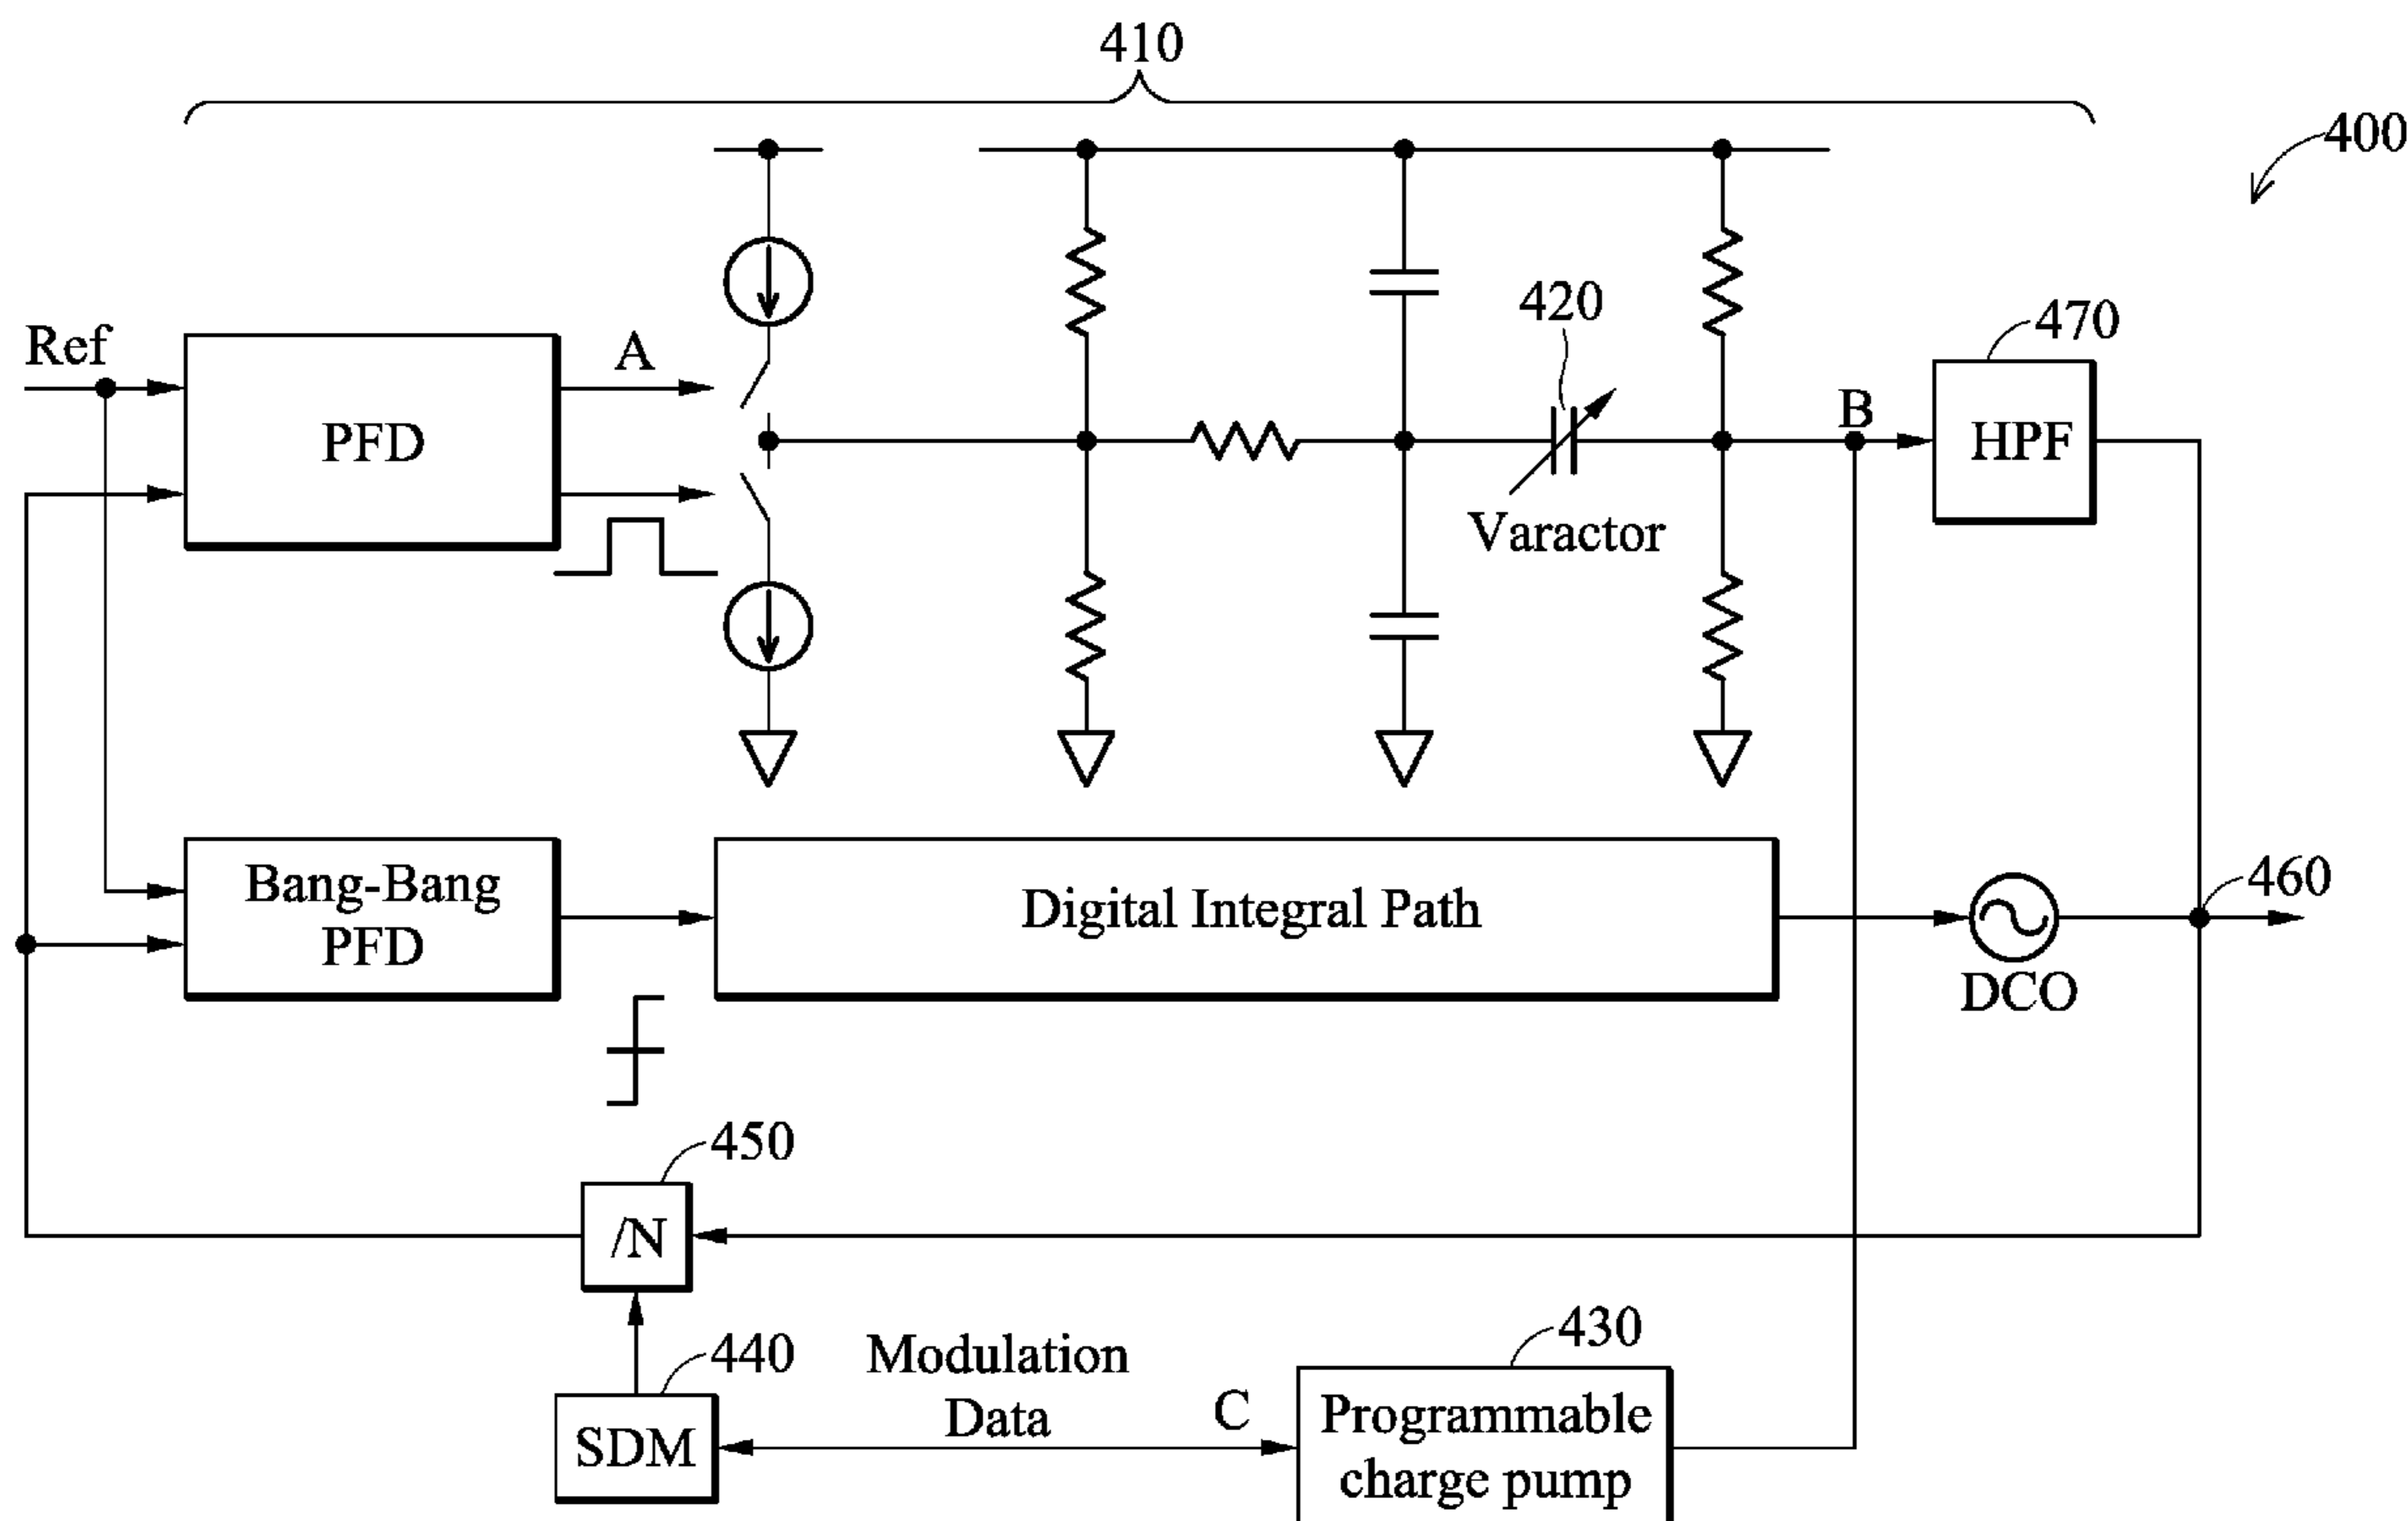 410
400
420
470
Ref
A
PFD
B
HPF
Varactor
Bang-Bang
PFD
Digital Integral Path
460
DCO
450
/N
440
SDM
Modulation
Data
C
430
Programmable
charge pump